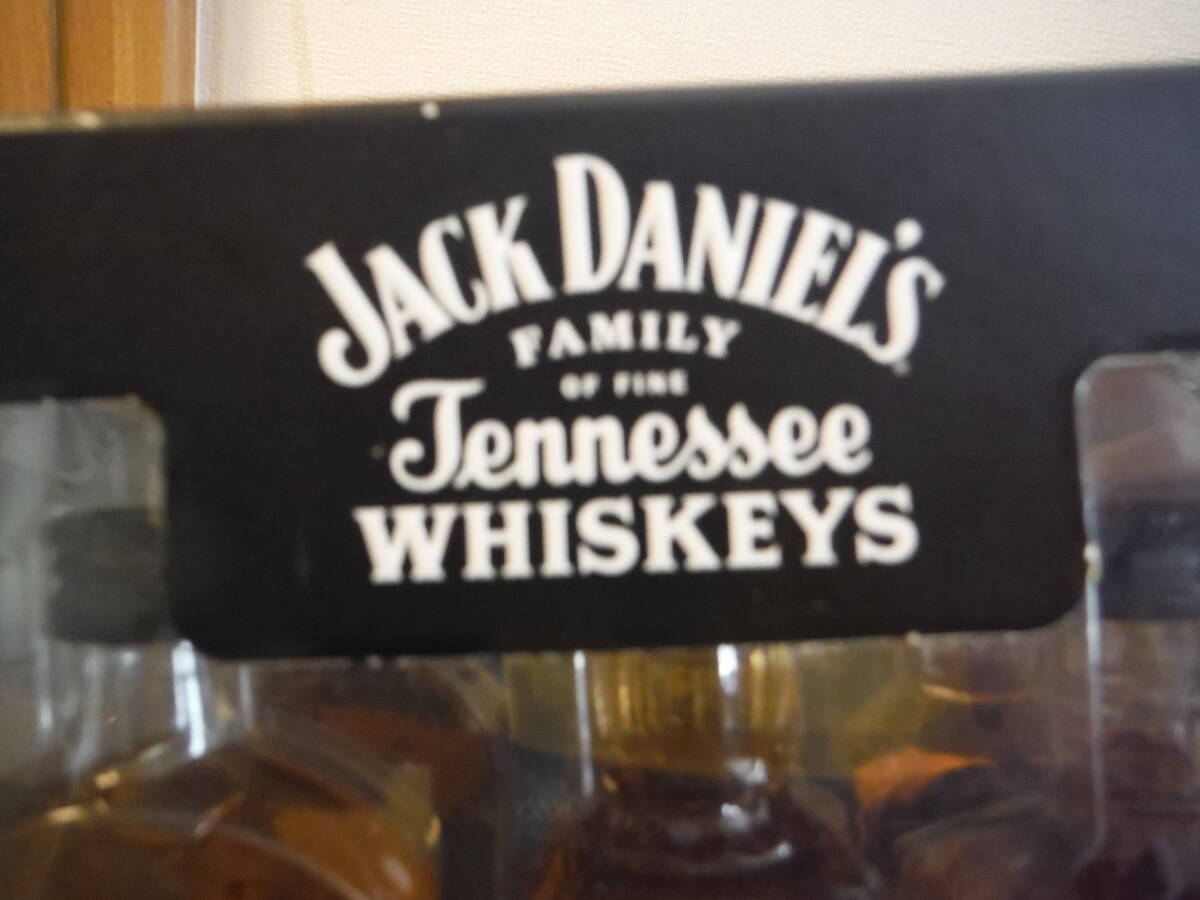 JACK DANIEL'S
FAMILY
OF FINE
Tennessee
WHISKEYS